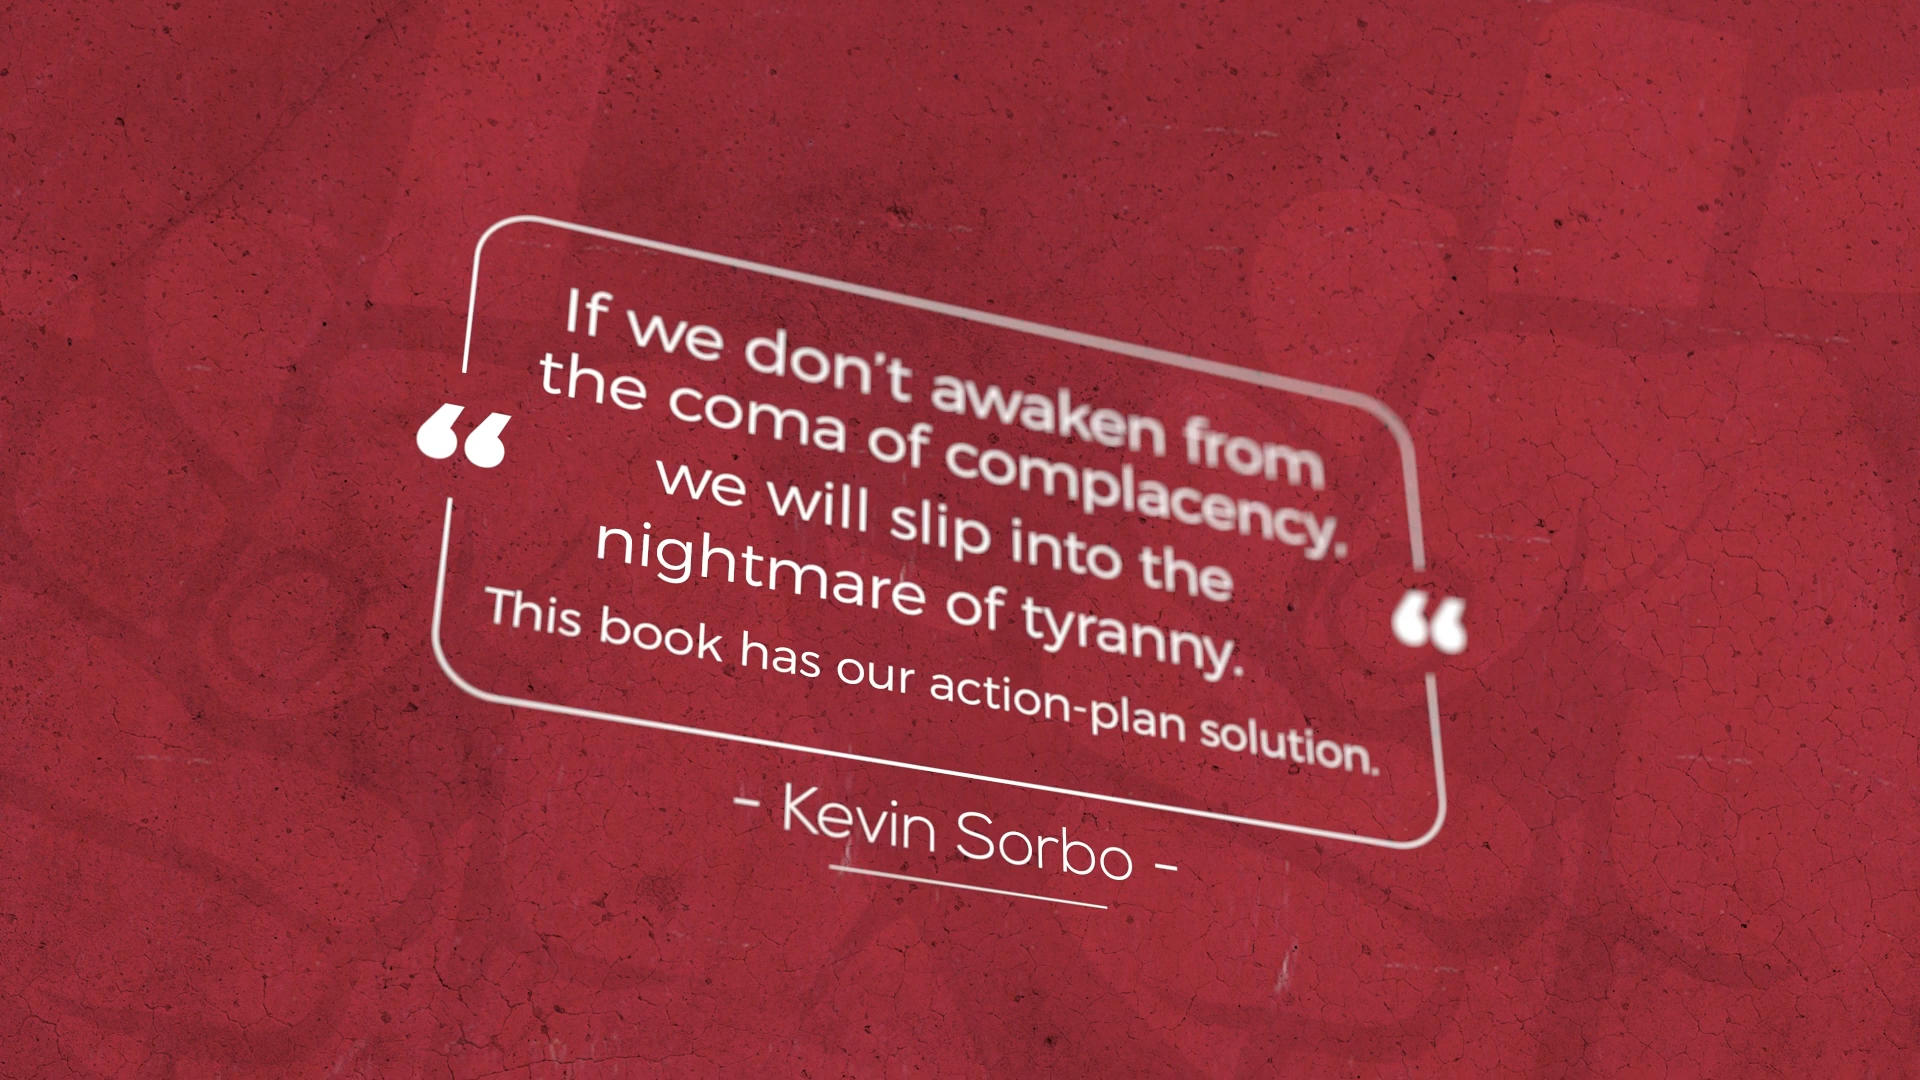 If we don't awaken from
the coma of complacency.
“ “
we will slip into the
nightmare of tyranny.
This book has our action-plan solution.
- Kevin Sorbo -